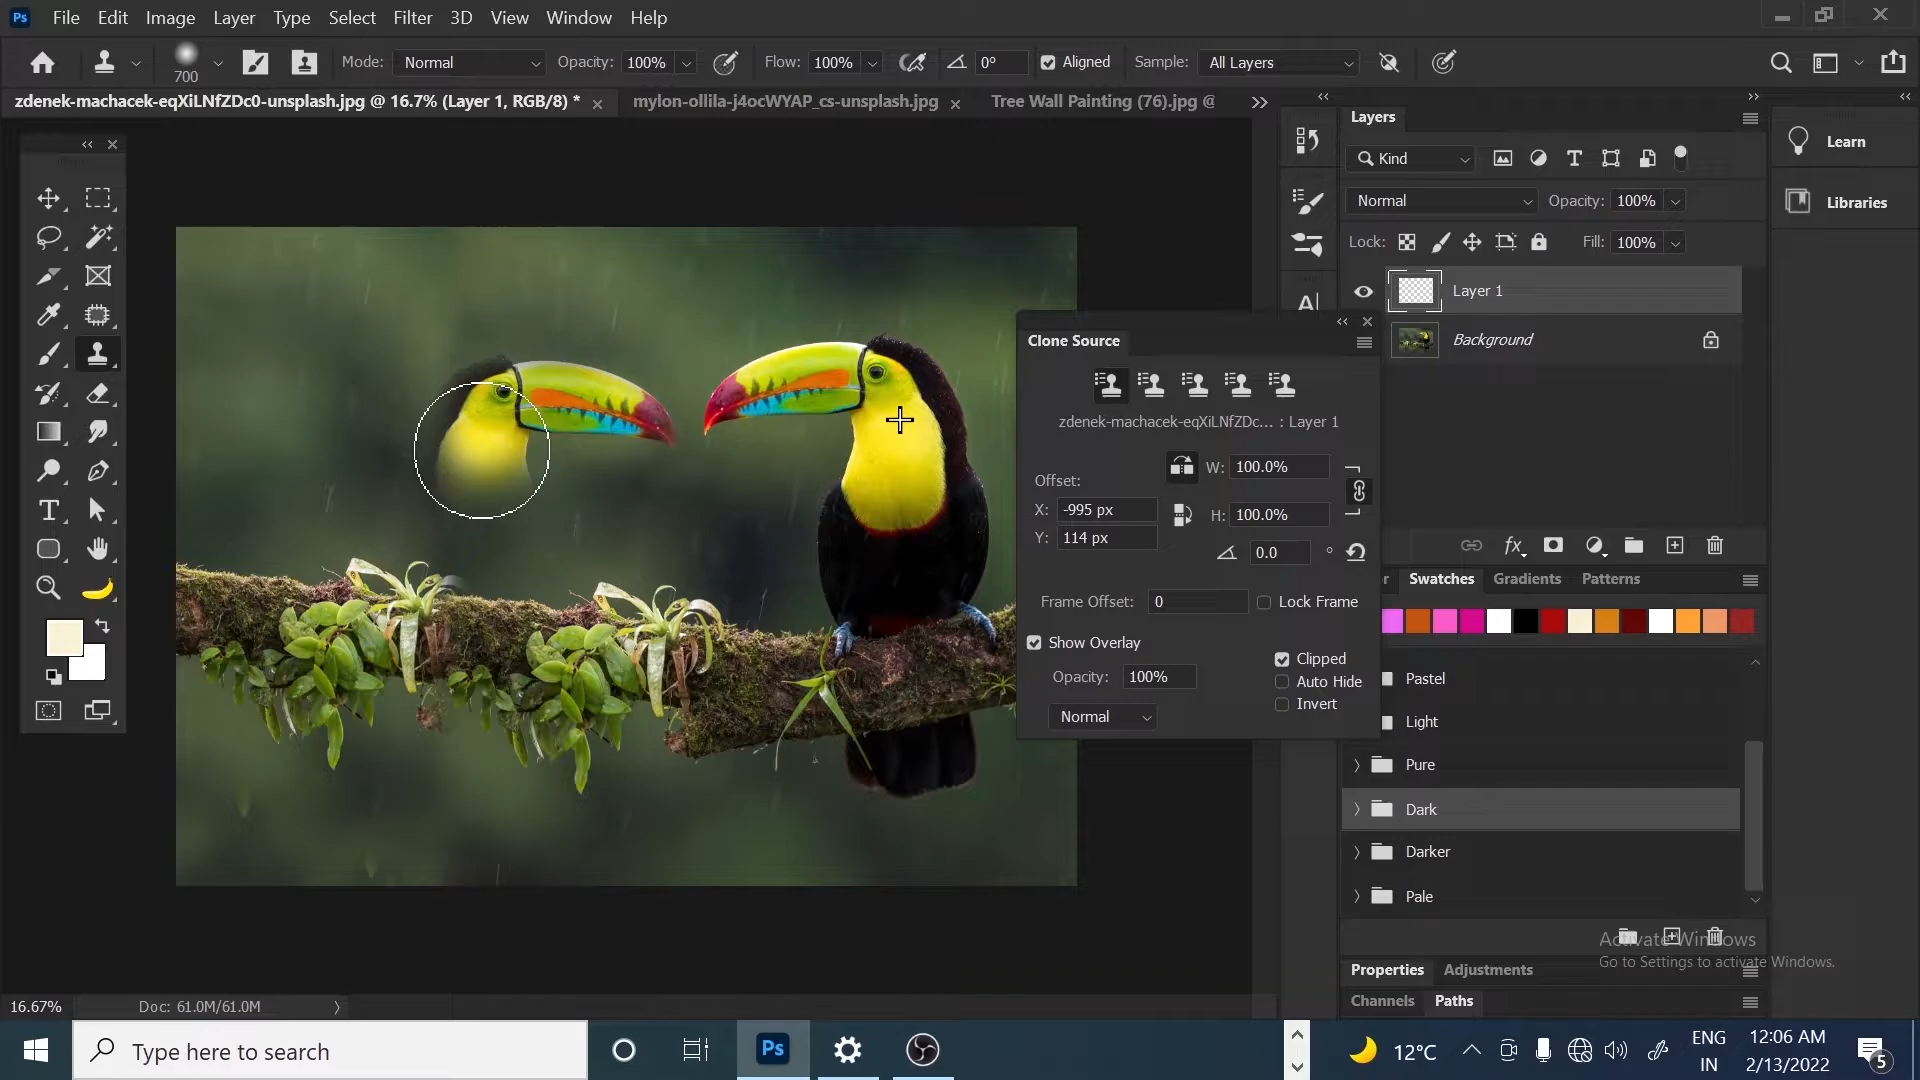 Ps File Edit Image Layer Type Select Filter 3D View Window Help
700 Mode: Normal Opacity: 100% Flow: 100% 0° Aligned Sample: All Layers
zdenek-machacek-eqXiLNfZDc0-unsplash.jpg @ 16.7% (Layer 1, RGB/8) * mylon-ollila-j4ocWYAP_cs-unsplash.jpg Tree Wall Painting (76).jpg @
Layers
Learn
Kind
Normal Opacity: 100%
Libraries
Lock: Fill: 100%
Layer 1
Background
Clone Source
zdenek-machacek-eqXiLNfZDc... : Layer 1
W: 100.0%
Offset:
X: -995 px
H: 100.0%
Y: 114 px
0.0 °
Frame Offset: 0 Lock Frame
Show Overlay
Clipped
Opacity: 100%
Auto Hide
Invert
Normal
r Swatches Gradients Patterns
Pastel
Light
Pure
Dark
Darker
Pale
Activate Windows
Go to Settings to activate Windows.
Properties Adjustments
Channels Paths
16.67% Doc: 61.0M/61.0M
Type here to search
Ps
12°C
ENG
IN
12:06 AM
2/13/2022
5